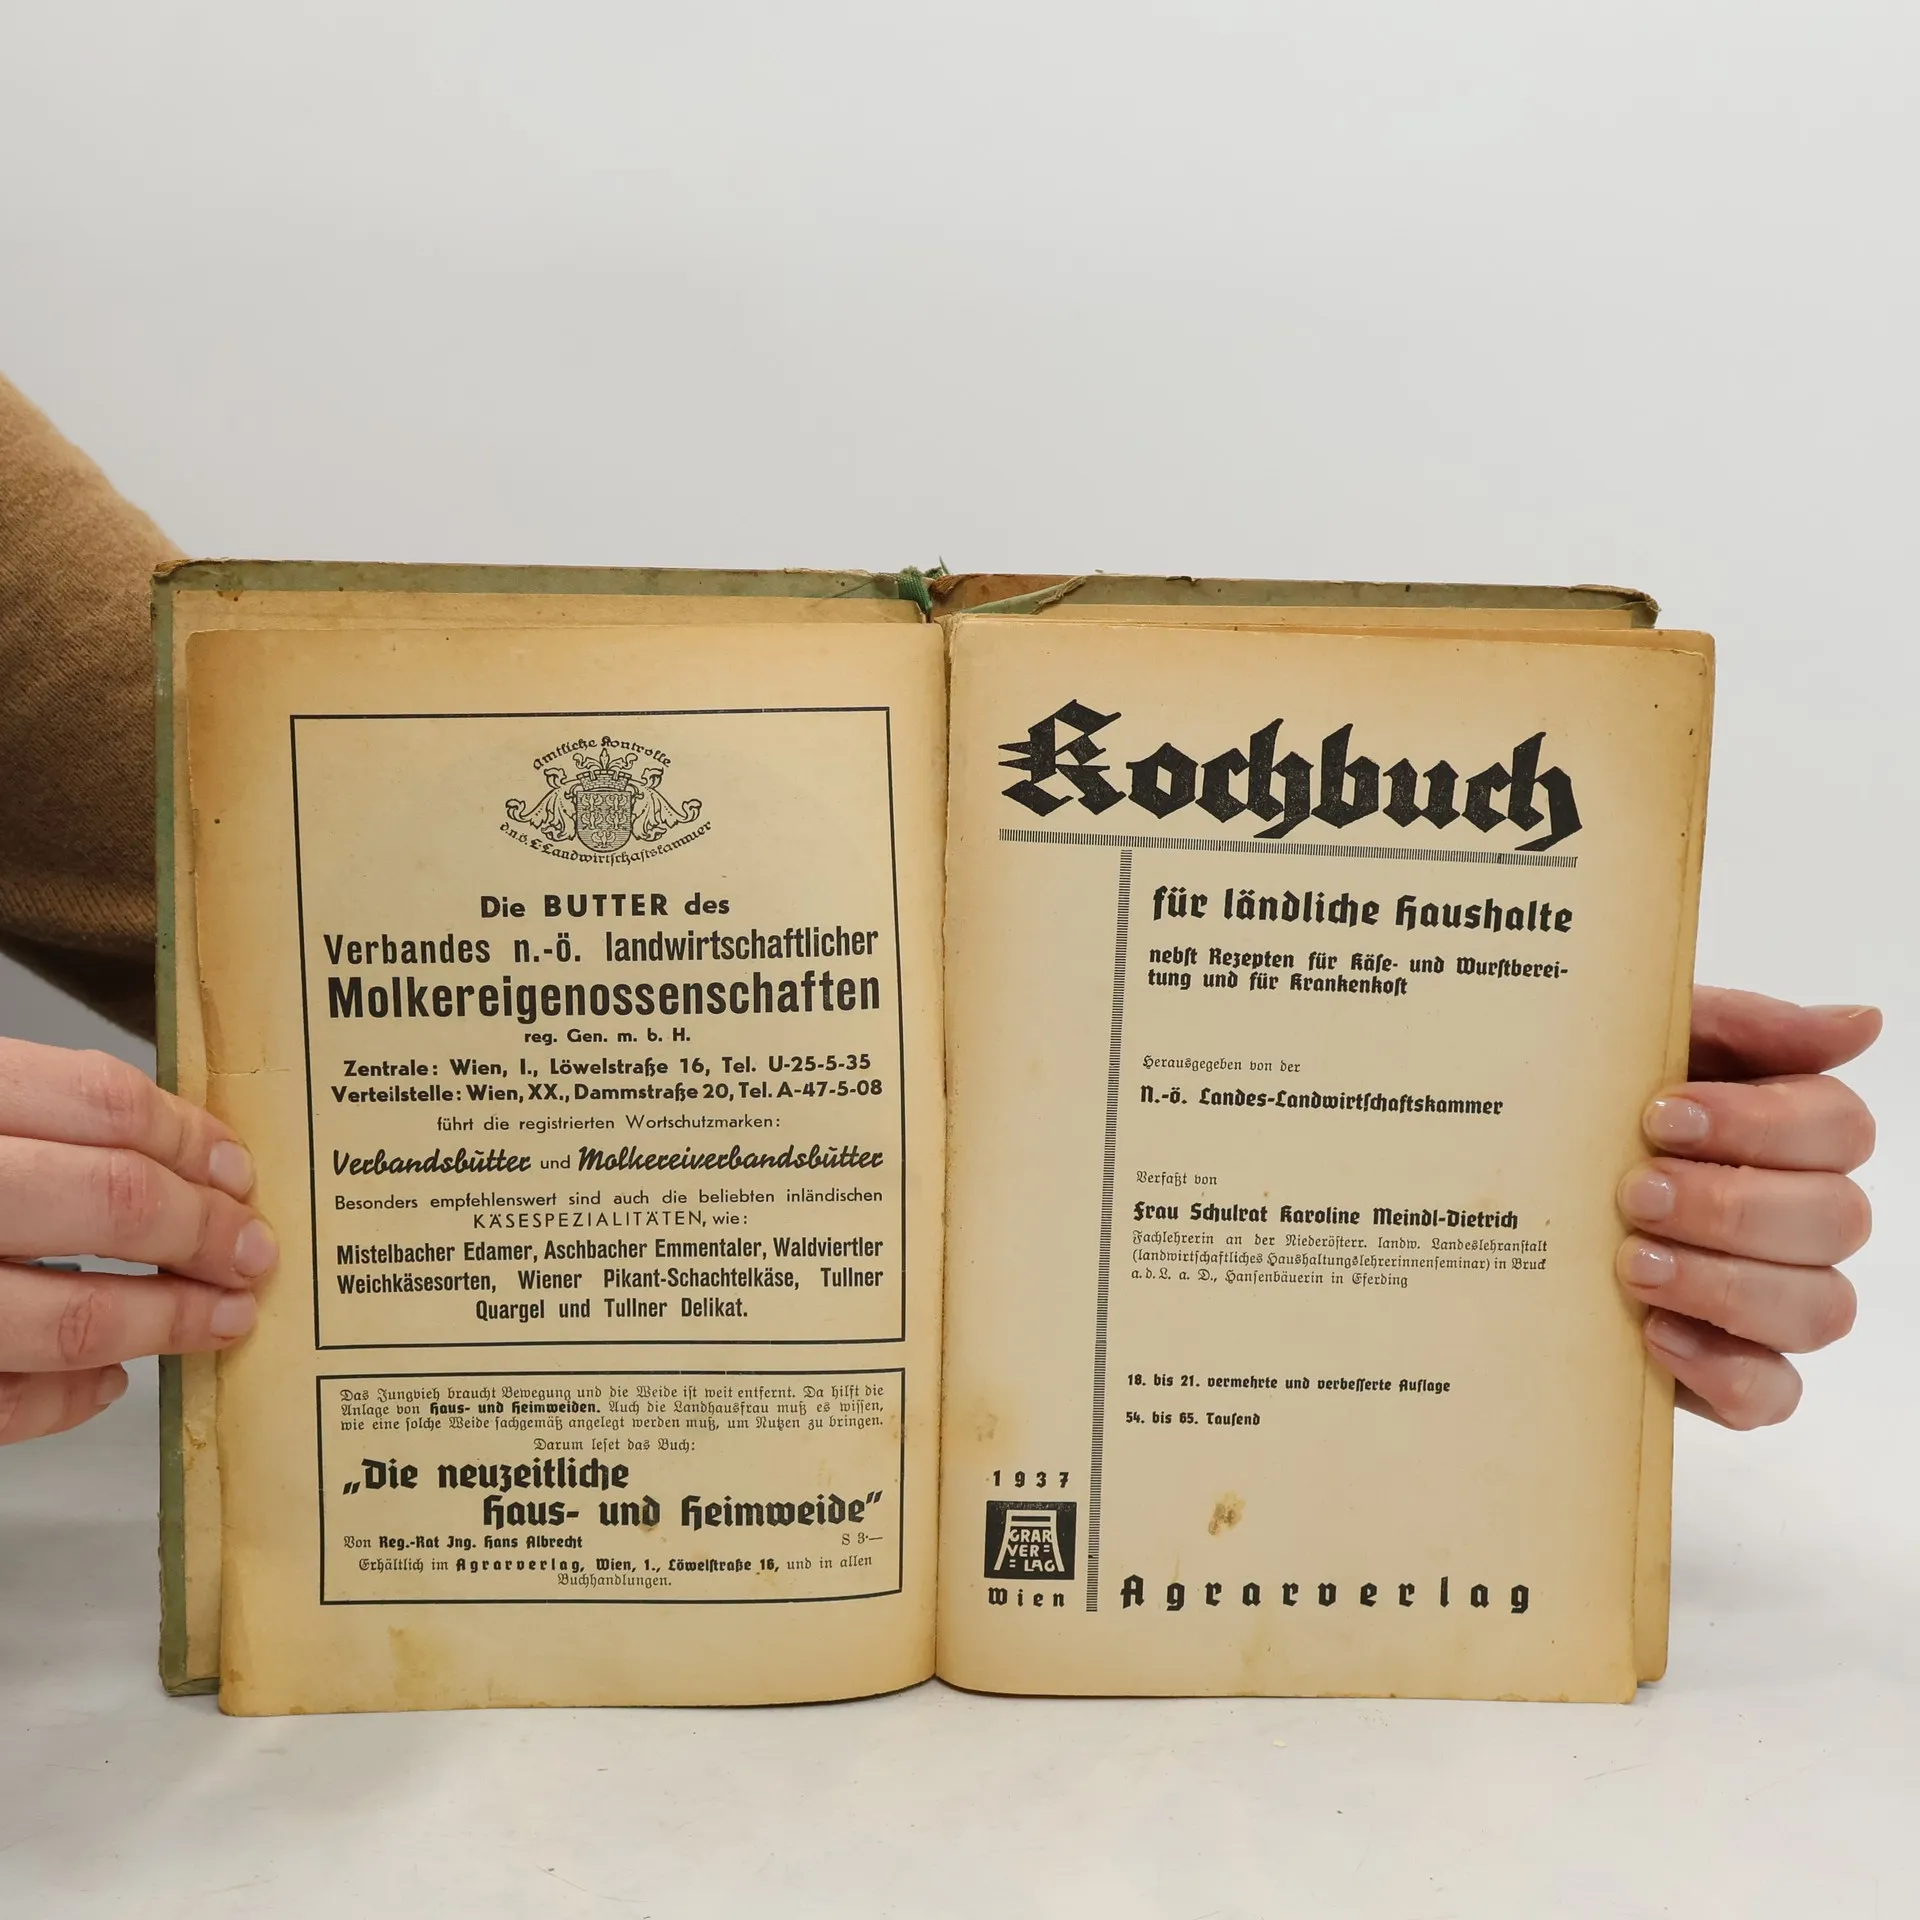 Amtliche Kontrolle
d.n.ö. L. Landwirtschaftskammer
Die BUTTER des
Verbandes n.-ö. landwirtschaftlicher
Molkereigenossenschaften
reg. Gen. m. b. H.
Zentrale: Wien, I., Löwelstraße 16, Tel. U-25-5-35
Verteilstelle: Wien, XX., Dammstraße 20, Tel. A-47-5-08
führt die registrierten Wortschutzmarken:
Verbandsbutter und Molkereiverbandsbutter
Besonders empfehlenswert sind auch die beliebten inländischen
KÄSESPEZIALITÄTEN, wie:
Mistelbacher Edamer, Aschbacher Emmentaler, Waldviertler
Weichkäsesorten, Wiener Pikant-Schachtelkäse, Tullner
Quargel und Tullner Delikat.
Das Jungvieh braucht Bewegung und die Weide ist weit entfernt. Da hilft die
Anlage von Haus- und Heimweiden. Auch die Landhausfrau muß es wissen,
wie eine solche Weide sachgemäß angelegt werden muß, um Nutzen zu bringen.
Darum leset das Buch:
„Die neuzeitliche
Haus- und Heimweide"
Von Reg.-Rat Ing. Hans Albrecht S 3·—
Erhältlich im Agrarverlag, Wien, 1., Löwelstraße 16, und in allen
Buchhandlungen.
Kochbuch
für ländliche Haushalte
nebst Rezepten für Käse- und Wurstberei-
tung und für Krankenkost
Herausgegeben von der
N.-ö. Landes-Landwirtschaftskammer
Verfaßt von
Frau Schulrat Karoline Meindl-Dietrich
Fachlehrerin an der Niederösterr. landw. Landeslehranstalt
(landwirtschaftliches Haushaltungslehrerinnenseminar) in Bruck
a. d. L. a. D., Hansenbäuerin in Eferding
18. bis 21. vermehrte und verbesserte Auflage
54. bis 65. Tausend
1937
AGRAR
VER=
=LAG
Wien
Agrarverlag